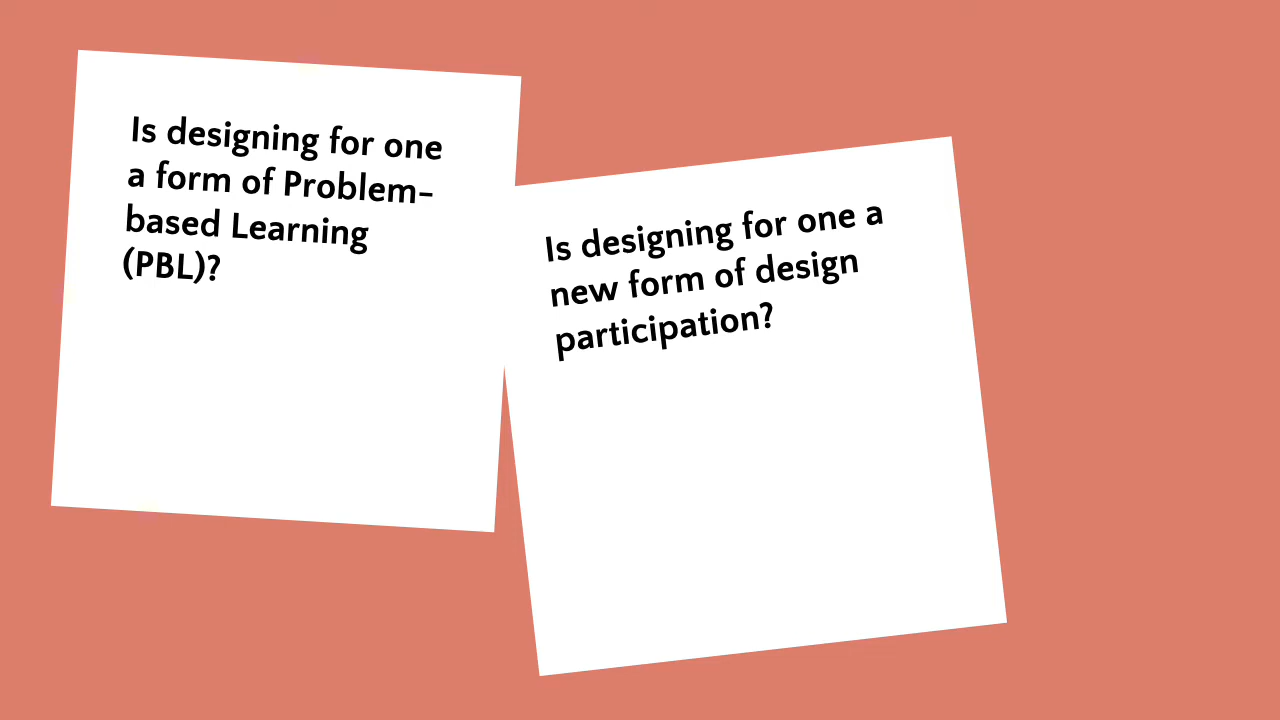 Is designing for one
a form of Problem-
based Learning
(PBL)?
Is designing for one a
new form of design
participation?